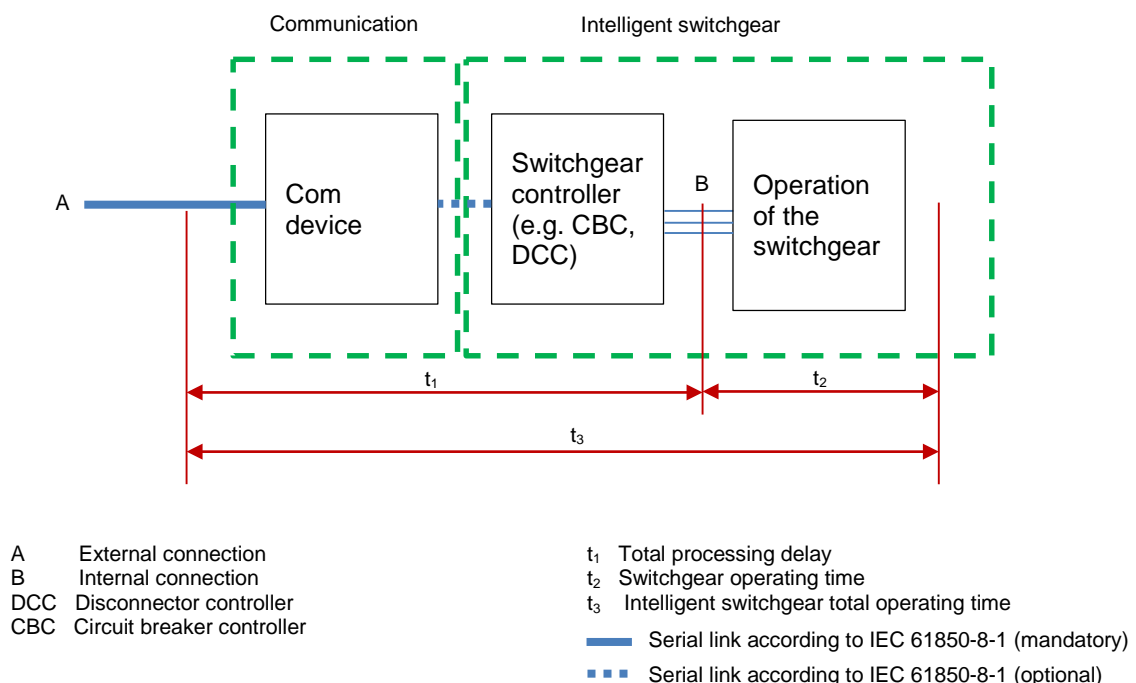 Communication
Intelligent switchgear
A
Com
device
Switchgear
controller
(e.g. CBC,
DCC)
B
Operation
of the
switchgear
t1
t2
t3
A External connection
B Internal connection
DCC Disconnector controller
CBC Circuit breaker controller
t1 Total processing delay
t2 Switchgear operating time
t3 Intelligent switchgear total operating time
Serial link according to IEC 61850-8-1 (mandatory)
Serial link according to IEC 61850-8-1 (optional)